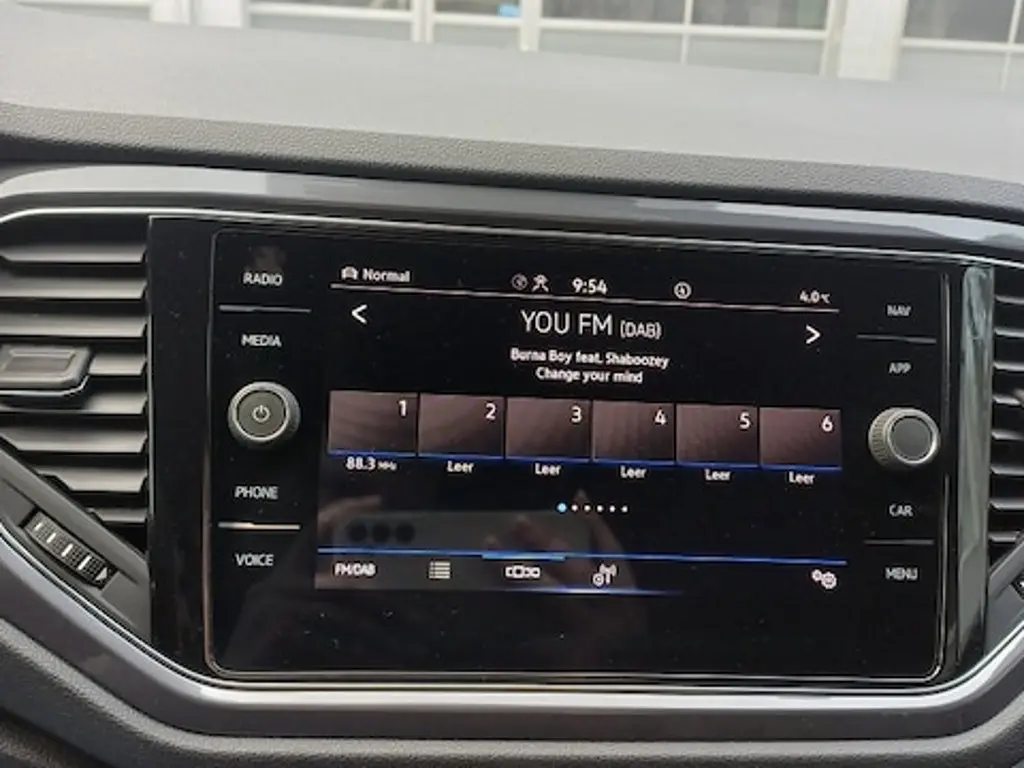 RADIO
MEDIA
PHONE
VOICE
Normal
9:54
4.0°C
< YOU FM (DAB) >
Burna Boy feat. Shaboozey
Change your mind
1 2 3 4 5 6
88.3 MHz Leer Leer Leer Leer Leer
FM/DAB
NAV
APP
CAR
MENU